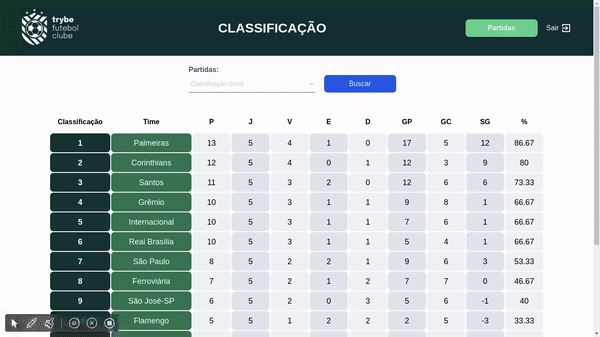 trybe
futebol
clube
CLASSIFICAÇÃO
Partidas
Sair
Partidas:
Classificação Geral
Buscar
Classificação Time P J V E D GP GC SG %
1 Palmeiras 13 5 4 1 0 17 5 12 86.67
2 Corinthians 12 5 4 0 1 12 3 9 80
3 Santos 11 5 3 2 0 12 6 6 73.33
4 Grêmio 10 5 3 1 1 9 8 1 66.67
5 Internacional 10 5 3 1 1 7 6 1 66.67
6 Real Brasília 10 5 3 1 1 5 4 1 66.67
7 São Paulo 8 5 2 2 1 9 6 3 53.33
8 Ferroviária 7 5 2 1 2 7 7 0 46.67
9 São José-SP 6 5 2 0 3 5 6 -1 40
Flamengo 5 5 1 2 2 2 5 -3 33.33